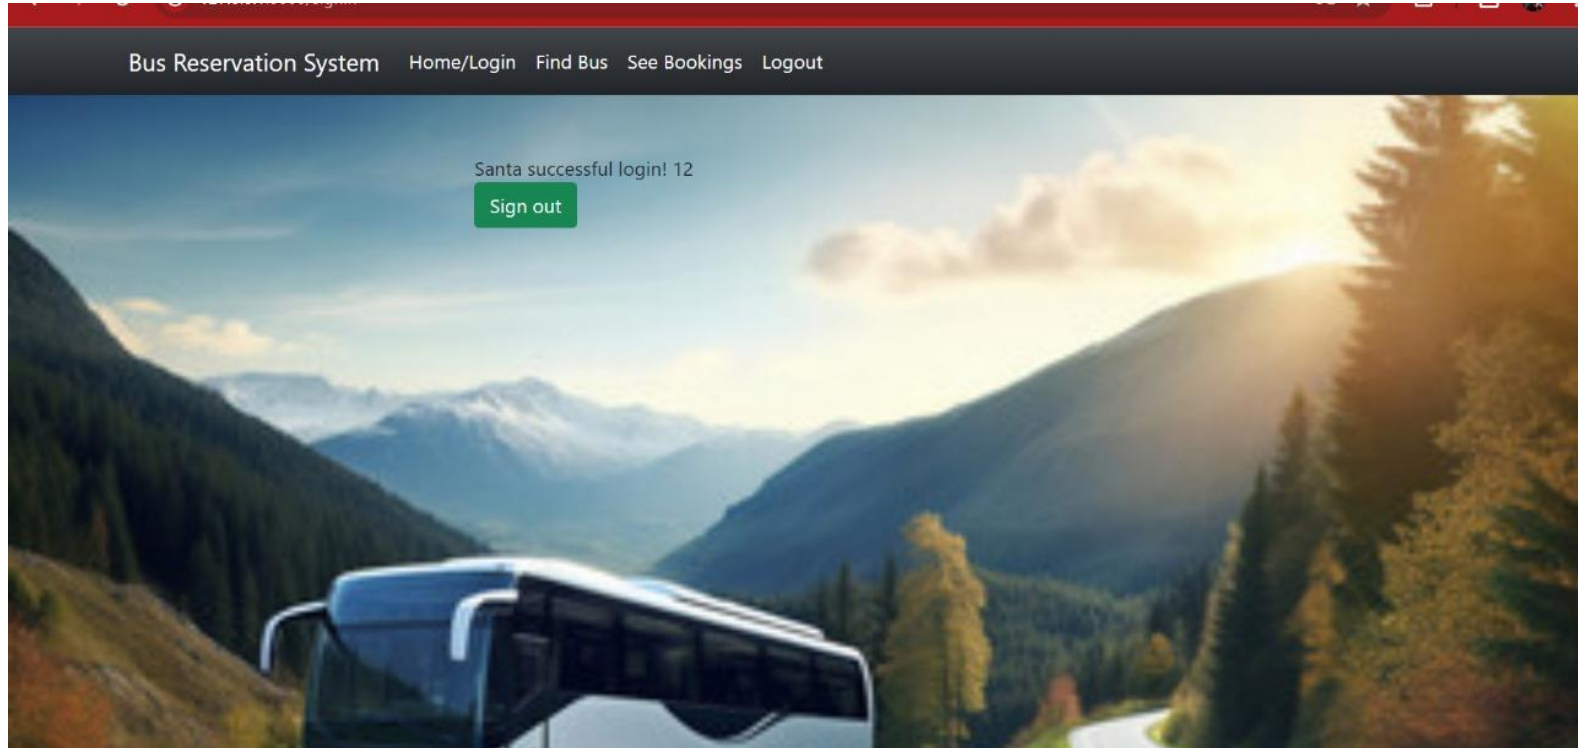 Bus Reservation System Home/Login Find Bus See Bookings Logout
Santa successful login! 12
Sign out